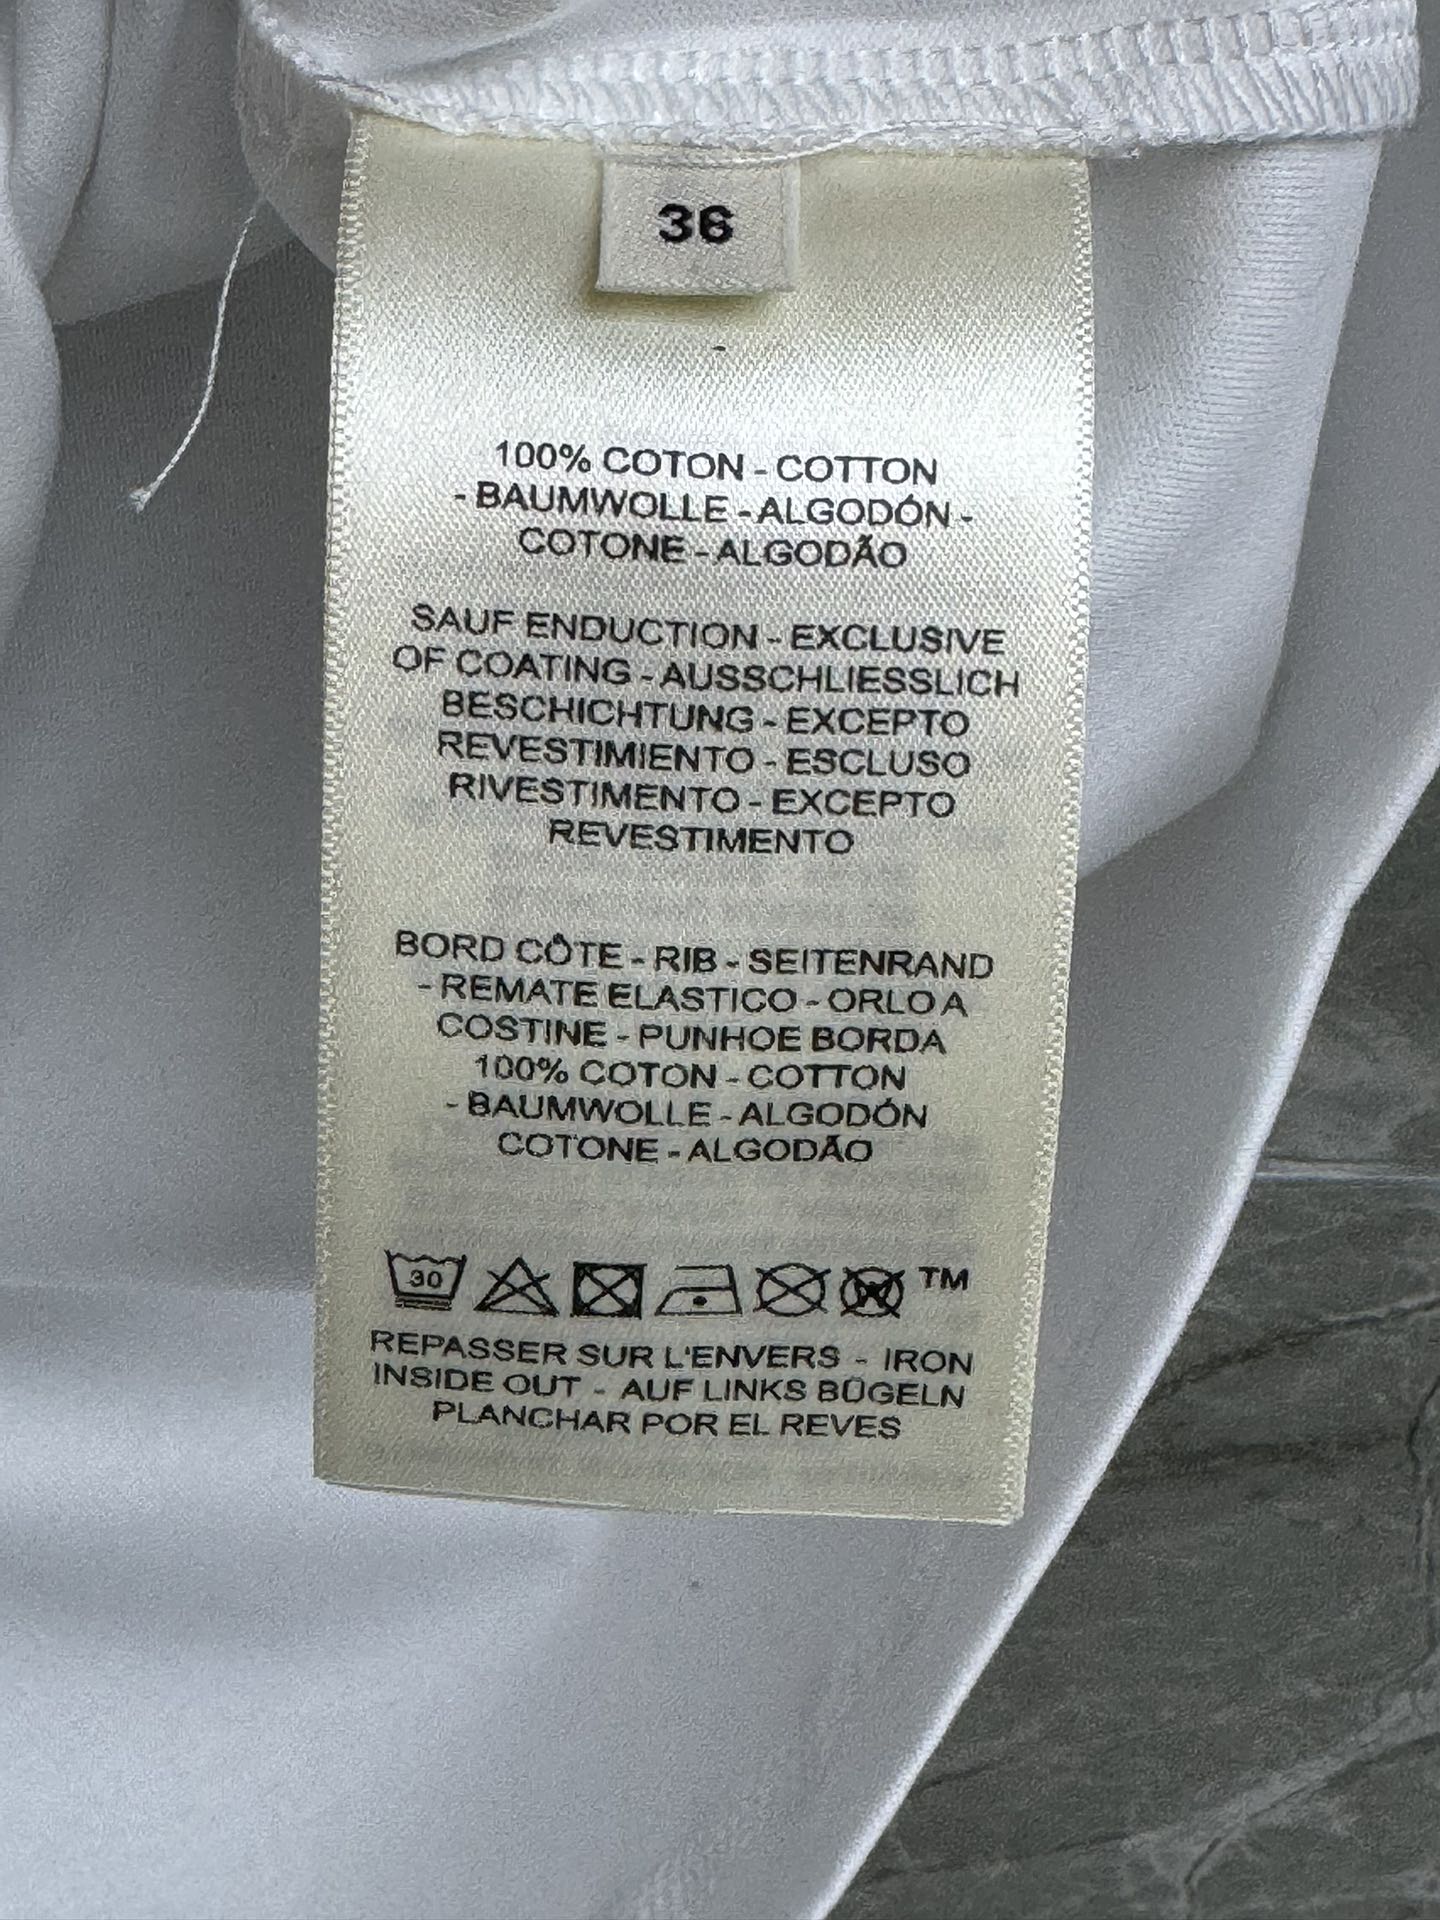 36
100% COTON - COTTON
- BAUMWOLLE - ALGODÓN -
COTONE - ALGODÃO
SAUF ENDUCTION - EXCLUSIVE
OF COATING - AUSSCHLIESSLICH
BESCHICHTUNG - EXCEPTO
REVESTIMIENTO - ESCLUSO
RIVESTIMENTO - EXCEPTO
REVESTIMENTO
BORD CÔTE - RIB - SEITENRAND
- REMATE ELASTICO - ORLO A
COSTINE - PUNHOE BORDA
100% COTON - COTTON
- BAUMWOLLE - ALGODÓN
COTONE - ALGODÃO
30 W TM
REPASSER SUR L'ENVERS - IRON
INSIDE OUT - AUF LINKS BÜGELN
PLANCHAR POR EL REVES